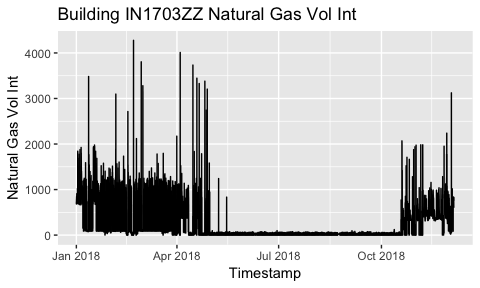 Building IN1703ZZ Natural Gas Vol Int
Natural Gas Vol Int
4000
3000
2000
1000
0
Jan 2018 Apr 2018 Jul 2018 Oct 2018
Timestamp